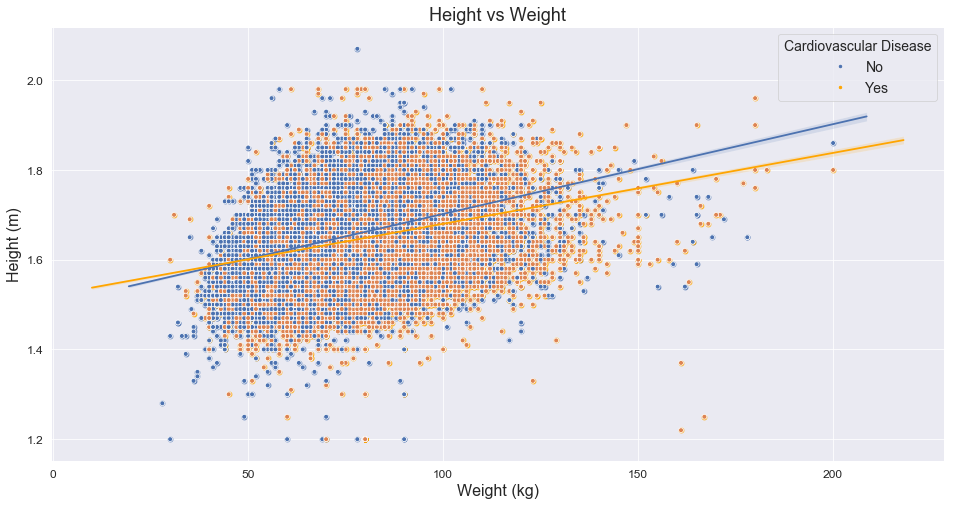 Height vs Weight
Cardiovascular Disease
No
Yes
2.0
1.8
1.6
1.4
1.2
Height (m)
0
50
100
150
200
Weight (kg)